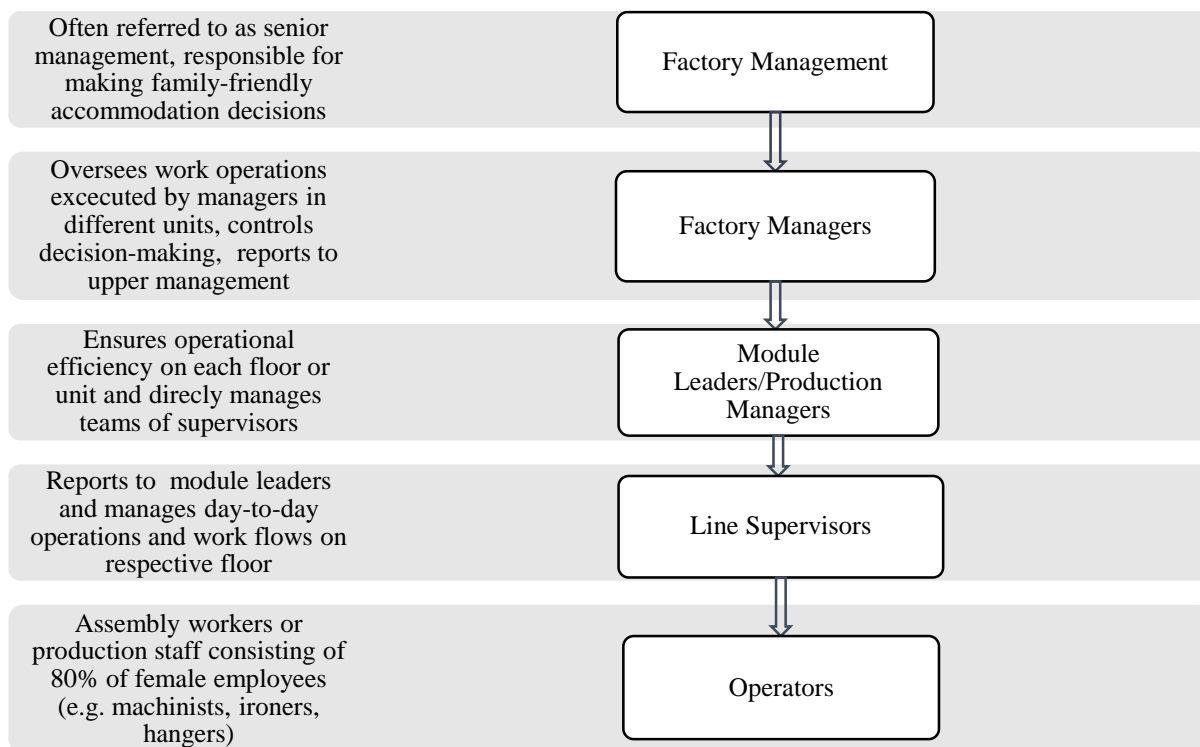 Often referred to as senior
management, responsible for
making family-friendly
accommodation decisions
Factory Management
Oversees work operations
excecuted by managers in
different units, controls
decision-making,  reports to
upper management
Factory Managers
Ensures operational
efficiency on each floor or
unit and direcly manages
teams of supervisors
Module
Leaders/Production
Managers
Reports to  module leaders
and manages day-to-day
operations and work flows on
respective floor
Line Supervisors
Assembly workers or
production staff consisting of
80% of female employees
(e.g. machinists, ironers,
hangers)
Operators